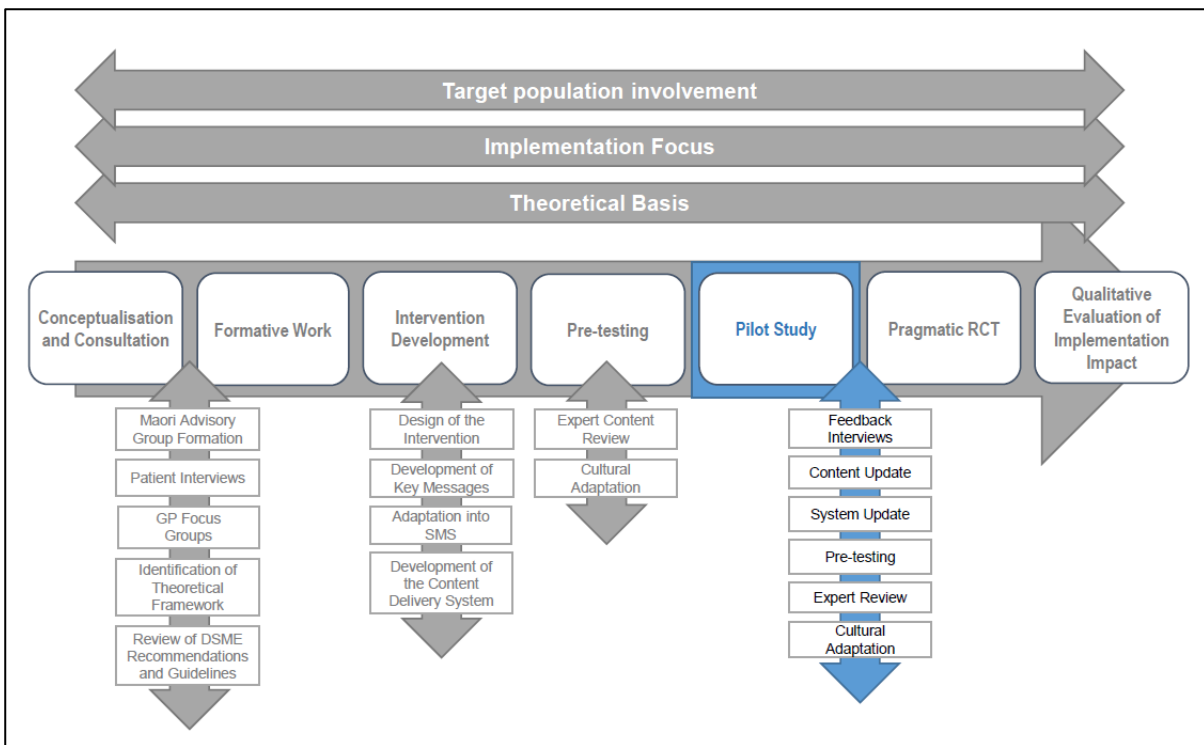 Target population involvement
Implementation Focus
Theoretical Basis
Conceptualisation
and Consultation
Formative Work
Intervention
Development
Pre-testing
Pilot Study
Pragmatic RCT
Qualitative
Evaluation of
Implementation
Impact
Maori Advisory
Group Formation
Patient Interviews
GP Focus
Groups
Identification of
Theoretical
Framework
Review of DSME
Recommendations
and Guidelines
Design of the
Intervention
Development of
Key Messages
Adaptation into
SMS
Development of
the Content
Delivery System
Expert Content
Review
Cultural
Adaptation
Feedback
Interviews
Content Update
System Update
Pre-testing
Expert Review
Cultural
Adaptation